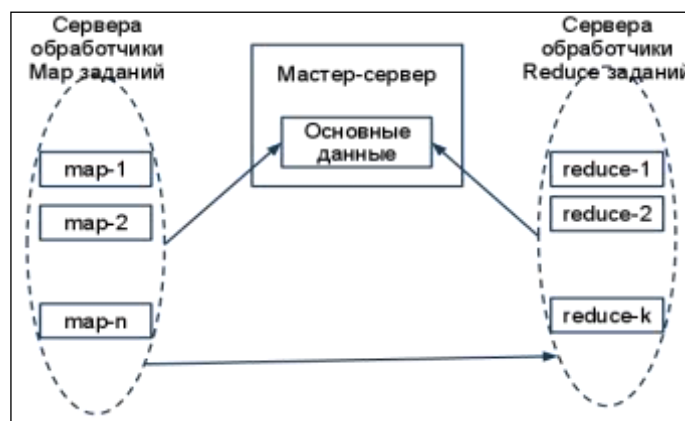 Сервера
обработчики
Map заданий
map-1
map-2
map-n
Мастер-сервер
Основные
данные
Сервера
обработчики
Reduce заданий
reduce-1
reduce-2
reduce-k